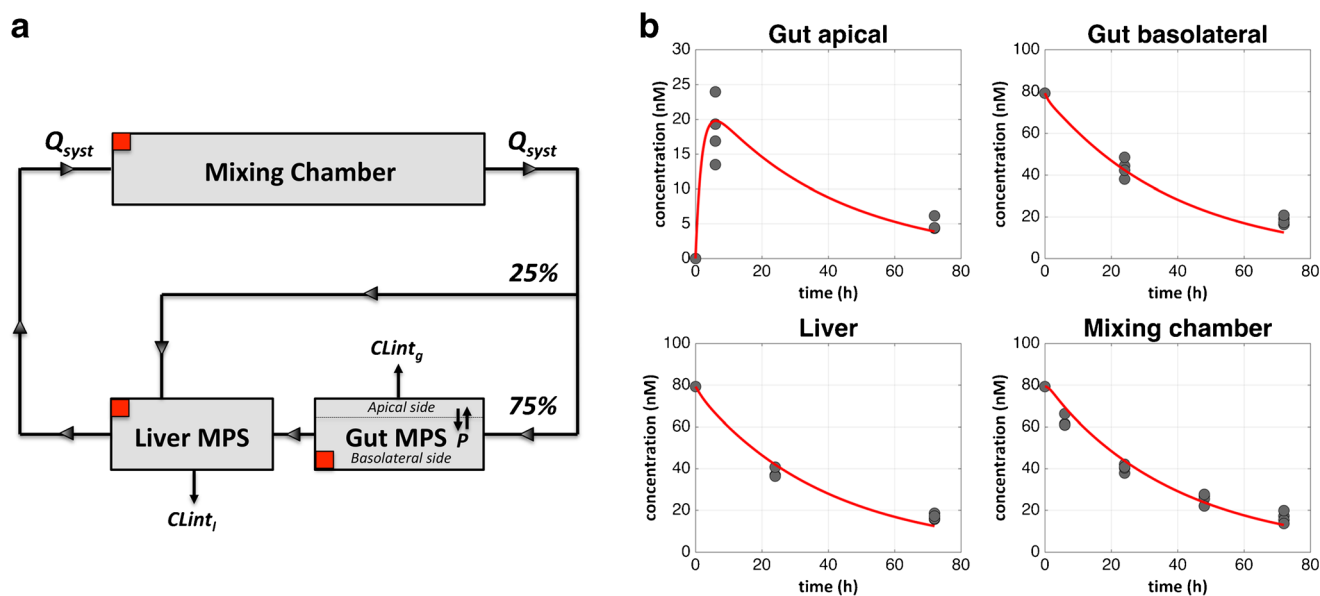 a
Q syst
Q syst
Mixing Chamber
25%
CLint g
75%
Apical side
Liver MPS
Gut MPS
P
Basolateral side
CLint l
b
Gut apical
concentration (nM)
30
25
20
15
10
5
0
0 20 40 60 80
time (h)
Gut basolateral
concentration (nM)
100
80
60
40
20
0
0 20 40 60 80
time (h)
Liver
concentration (nM)
100
80
60
40
20
0
0 20 40 60 80
time (h)
Mixing chamber
concentration (nM)
100
80
60
40
20
0
0 20 40 60 80
time (h)